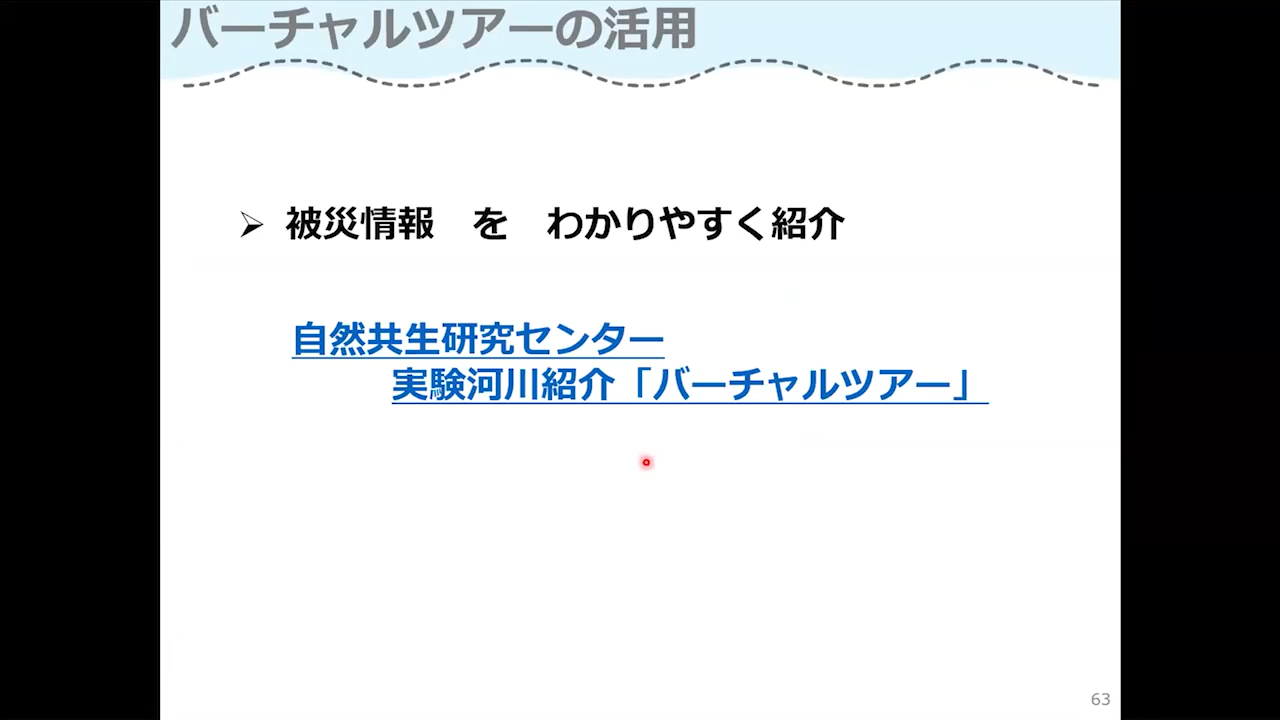 バーチャルツアーの活用
➢ 被災情報　を　わかりやすく紹介
自然共生研究センター
実験河川紹介「バーチャルツアー」
63